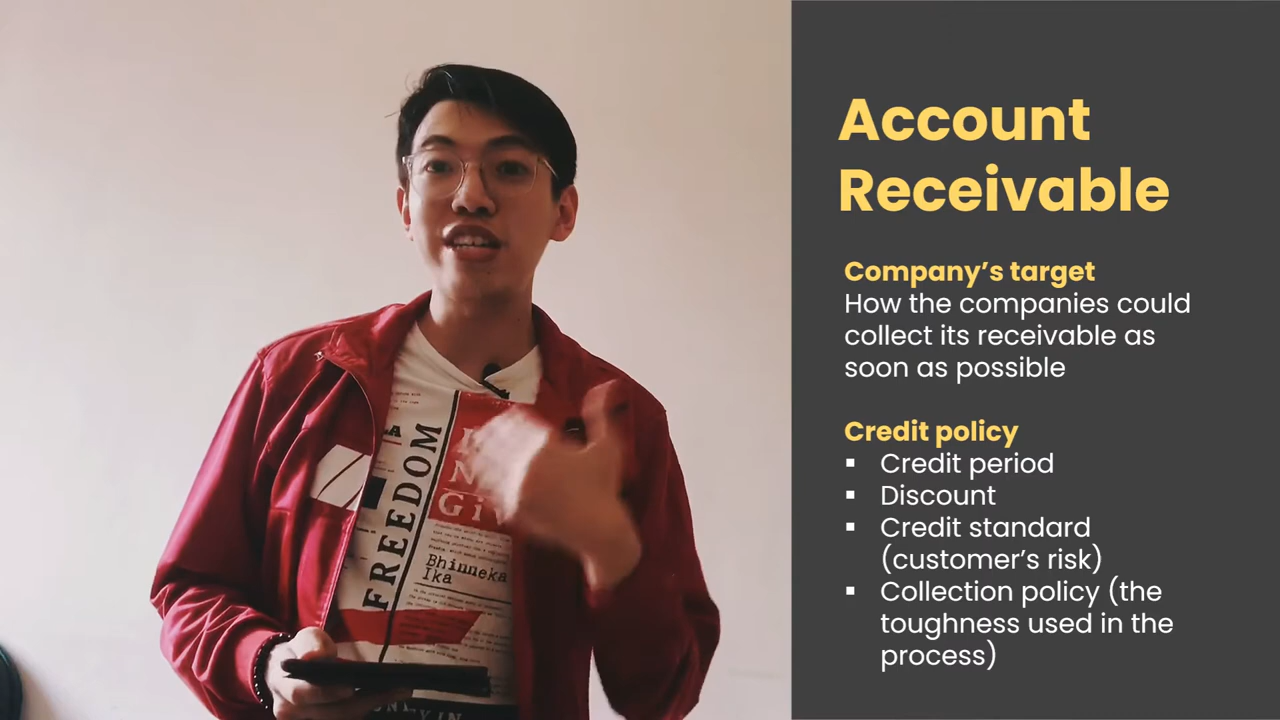 Account
Receivable
Company’s target
How the companies could
collect its receivable as
soon as possible
Credit policy
▪ Credit period
▪ Discount
▪ Credit standard
(customer’s risk)
▪ Collection policy (the
toughness used in the
process)
FREEDOM
Bhinneka
Ika